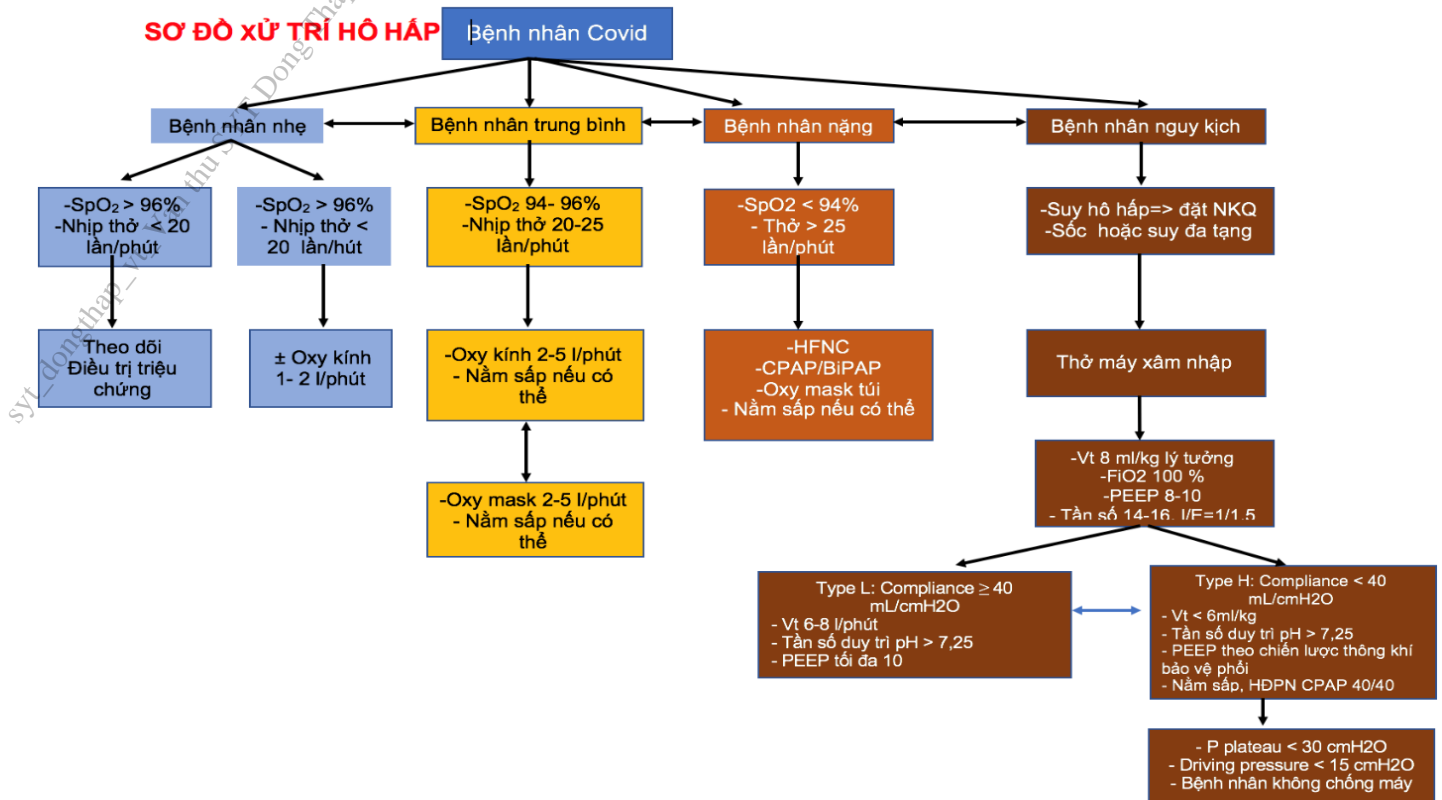 SƠ ĐỒ XỬ TRÍ HÔ HẤP
Bệnh nhân Covid
Bệnh nhân nhẹ
Bệnh nhân trung bình
Bệnh nhân nặng
Bệnh nhân nguy kịch
-SpO₂ > 96%
-Nhịp thở < 20
lần/phút
-SpO₂ > 96%
- Nhịp thở <
20 lần/hút
-SpO₂ 94- 96%
-Nhịp thở 20-25
lần/phút
-SpO2 < 94%
- Thở > 25
lần/phút
-Suy hô hấp=> đặt NKQ
-Sốc hoặc suy đa tạng
Theo dõi
Điều trị triệu
chứng
± Oxy kính
1- 2 l/phút
-Oxy kính 2-5 l/phút
- Nằm sấp nếu có
thể
-HFNC
-CPAP/BiPAP
-Oxy mask túi
- Nằm sấp nếu có thể
Thở máy xâm nhập
-Oxy mask 2-5 l/phút
- Nằm sấp nếu có
thể
-Vt 8 ml/kg lý tưởng
-FiO2 100 %
-PEEP 8-10
- Tần số 14-16, I/E=1/1.5
Type L: Compliance ≥ 40
mL/cmH2O
- Vt 6-8 l/phút
- Tần số duy trì pH > 7,25
- PEEP tối đa 10
Type H: Compliance < 40
mL/cmH2O
- Vt < 6ml/kg
- Tần số duy trì pH > 7,25
- PEEP theo chiến lược thông khí
bảo vệ phổi
- Nằm sấp, HĐPN CPAP 40/40
- P plateau < 30 cmH2O
- Driving pressure < 15 cmH2O
- Bệnh nhân không chống máy